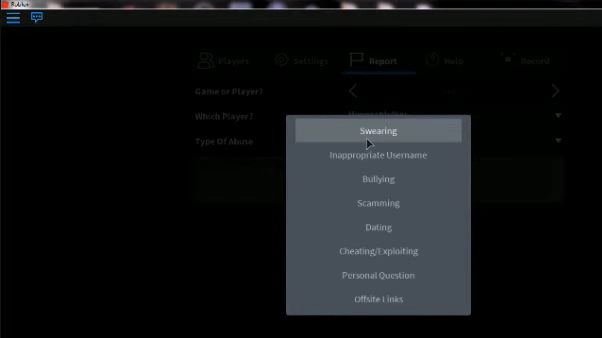 Roblox
Players Settings Report Help Record
Game or Player?
Which Player?
Type Of Abuse
Swearing
Inappropriate Username
Bullying
Scamming
Dating
Cheating/Exploiting
Personal Question
Offsite Links